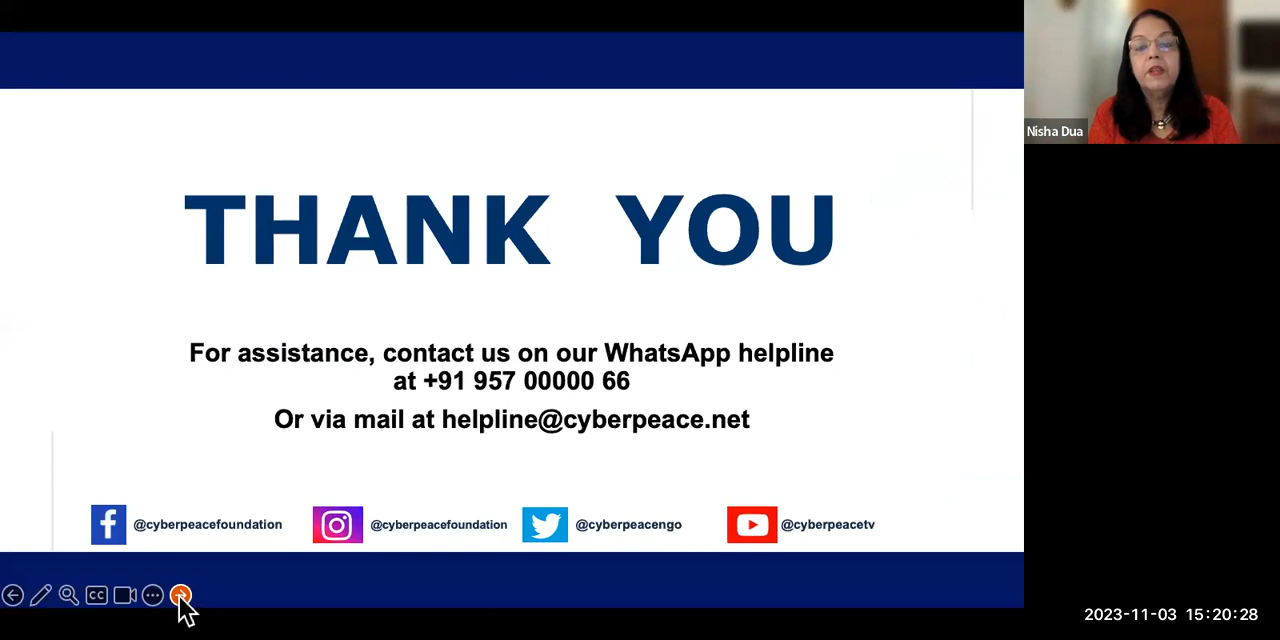 THANK YOU
For assistance, contact us on our WhatsApp helpline
at +91 957 00000 66
Or via mail at helpline@cyberpeace.net
@cyberpeacefoundation
@cyberpeacefoundation
@cyberpeacengo
@cyberpeacetv
CC
Nisha Dua
2023-11-03 15:20:28